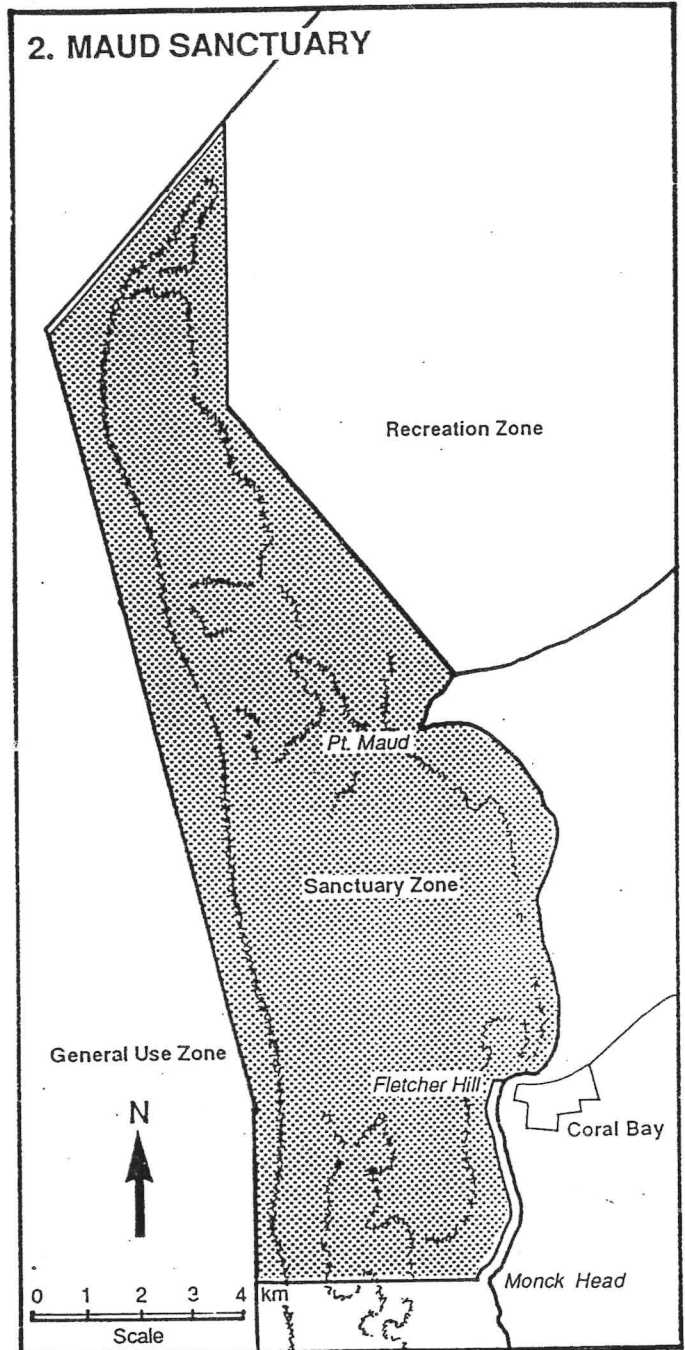 2. MAUD SANCTUARY
Recreation Zone
Pt. Maud
Sanctuary Zone
General Use Zone
Fletcher Hill
N
Coral Bay
Monck Head
0 1 2 3 4 km
Scale